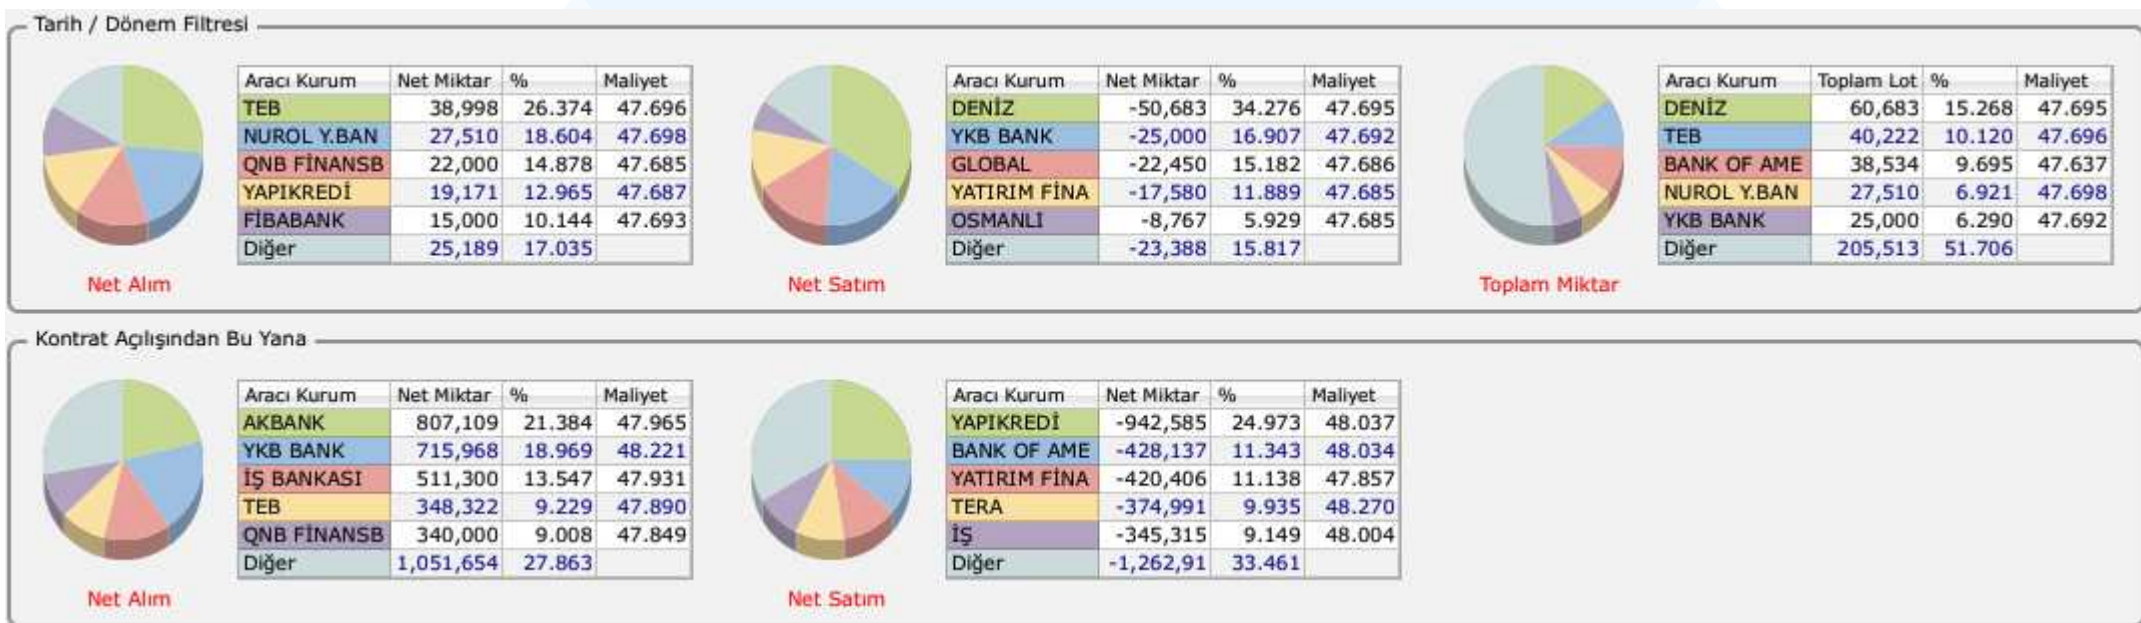 Tarih / Dönem Filtresi
Aracı Kurum Net Miktar % Maliyet
TEB 38,998 26.374 47.696
NUROL Y.BAN 27,510 18.604 47.698
QNB FİNANSB 22,000 14.878 47.685
YAPIKREDİ 19,171 12.965 47.687
FİBABANK 15,000 10.144 47.693
Diğer 25,189 17.035
Net Alım
Aracı Kurum Net Miktar % Maliyet
DENİZ -50,683 34.276 47.695
YKB BANK -25,000 16.907 47.692
GLOBAL -22,450 15.182 47.686
YATIRIM FİNA -17,580 11.889 47.685
OSMANLI -8,767 5.929 47.685
Diğer -23,388 15.817
Net Satım
Aracı Kurum Toplam Lot % Maliyet
DENİZ 60,683 15.268 47.695
TEB 40,222 10.120 47.696
BANK OF AME 38,534 9.695 47.637
NUROL Y.BAN 27,510 6.921 47.698
YKB BANK 25,000 6.290 47.692
Diğer 205,513 51.706
Toplam Miktar
Kontrat Açılışından Bu Yana
Aracı Kurum Net Miktar % Maliyet
AKBANK 807,109 21.384 47.965
YKB BANK 715,968 18.969 48.221
İŞ BANKASI 511,300 13.547 47.931
TEB 348,322 9.229 47.890
QNB FİNANSB 340,000 9.008 47.849
Diğer 1,051,654 27.863
Net Alım
Aracı Kurum Net Miktar % Maliyet
YAPIKREDİ -942,585 24.973 48.037
BANK OF AME -428,137 11.343 48.034
YATIRIM FİNA -420,406 11.138 47.857
TERA -374,991 9.935 48.270
İŞ -345,315 9.149 48.004
Diğer -1,262,91 33.461
Net Satım